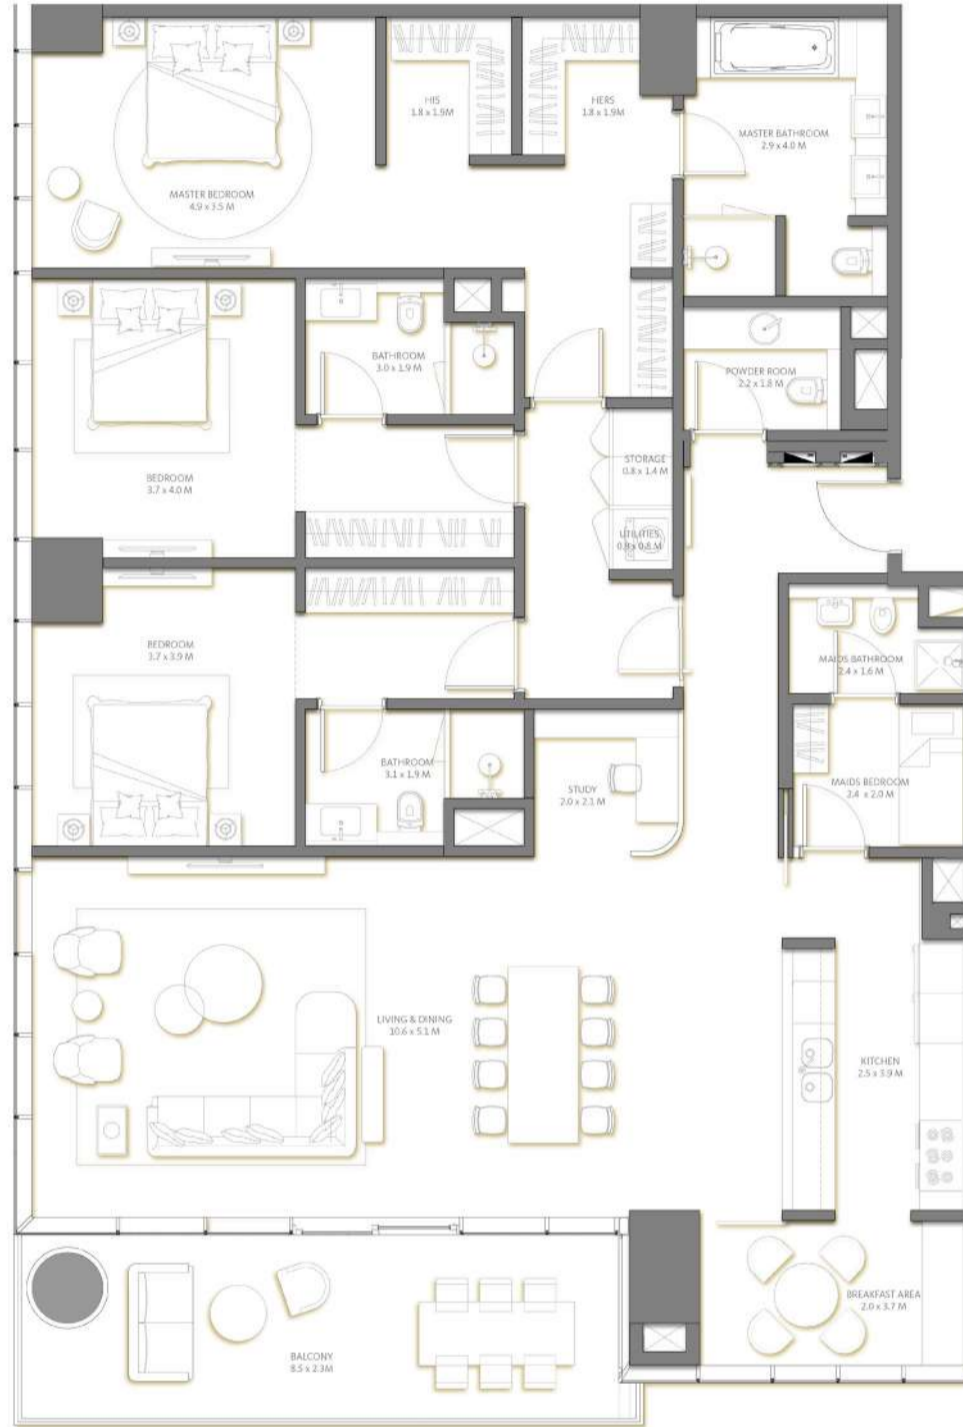 HIS
1.8 x 1.9M
HERS
1.8 x 1.9M
MASTER BATHROOM
2.9 x 4.0 M
MASTER BEDROOM
4.9 x 3.5 M
BATHROOM
3.0 x 1.9 M
POWDER ROOM
2.2 x 1.8 M
BEDROOM
3.7 x 4.0 M
STORAGE
0.8 x 1.4 M
UTILITIES
0.8 x 0.8 M
BEDROOM
3.7 x 3.9 M
MAIDS BATHROOM
2.4 x 1.6 M
BATHROOM
3.1 x 1.9 M
STUDY
2.0 x 2.1 M
MAIDS BEDROOM
2.4 x 2.0 M
LIVING & DINING
10.6 x 5.1 M
KITCHEN
2.5 x 3.9 M
BREAKFAST AREA
2.0 x 3.7 M
BALCONY
8.5 x 2.3M